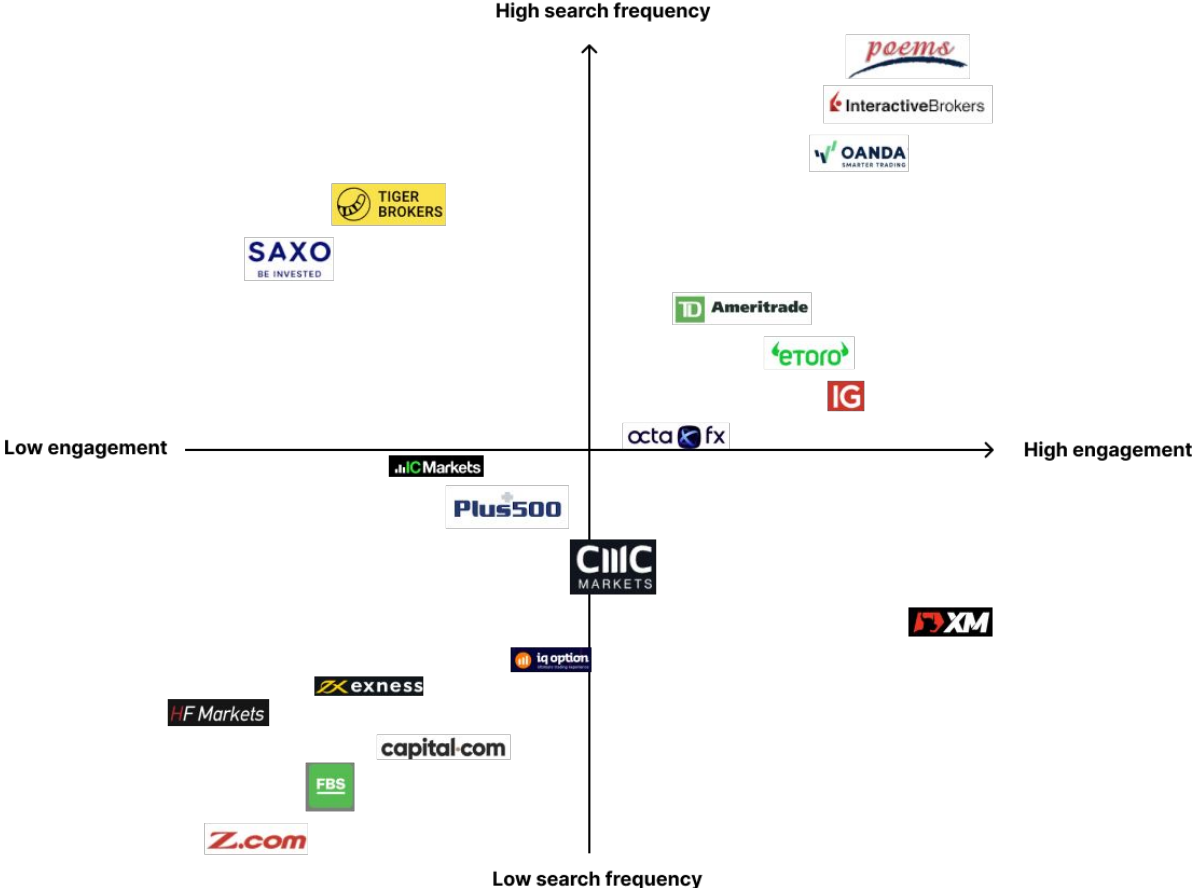 High search frequency
poems
InteractiveBrokers
OANDA
SMARTER TRADING
TIGER
BROKERS
SAXO
BE INVESTED
TD Ameritrade
eToro
IG
octa fx
Low engagement
High engagement
IC Markets
Plus500
CMC
MARKETS
XM
iq option
exness
HF Markets
capital.com
FBS
Z.com
Low search frequency